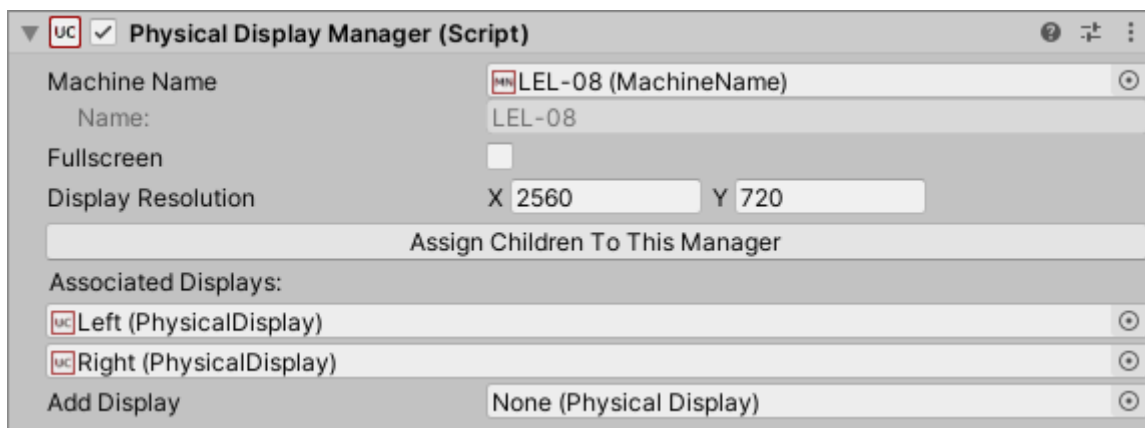 UC Physical Display Manager (Script)
Machine Name MN LEL-08 (MachineName)
Name: LEL-08
Fullscreen
Display Resolution X 2560 Y 720
Assign Children To This Manager
Associated Displays:
UC Left (PhysicalDisplay)
UC Right (PhysicalDisplay)
Add Display None (Physical Display)